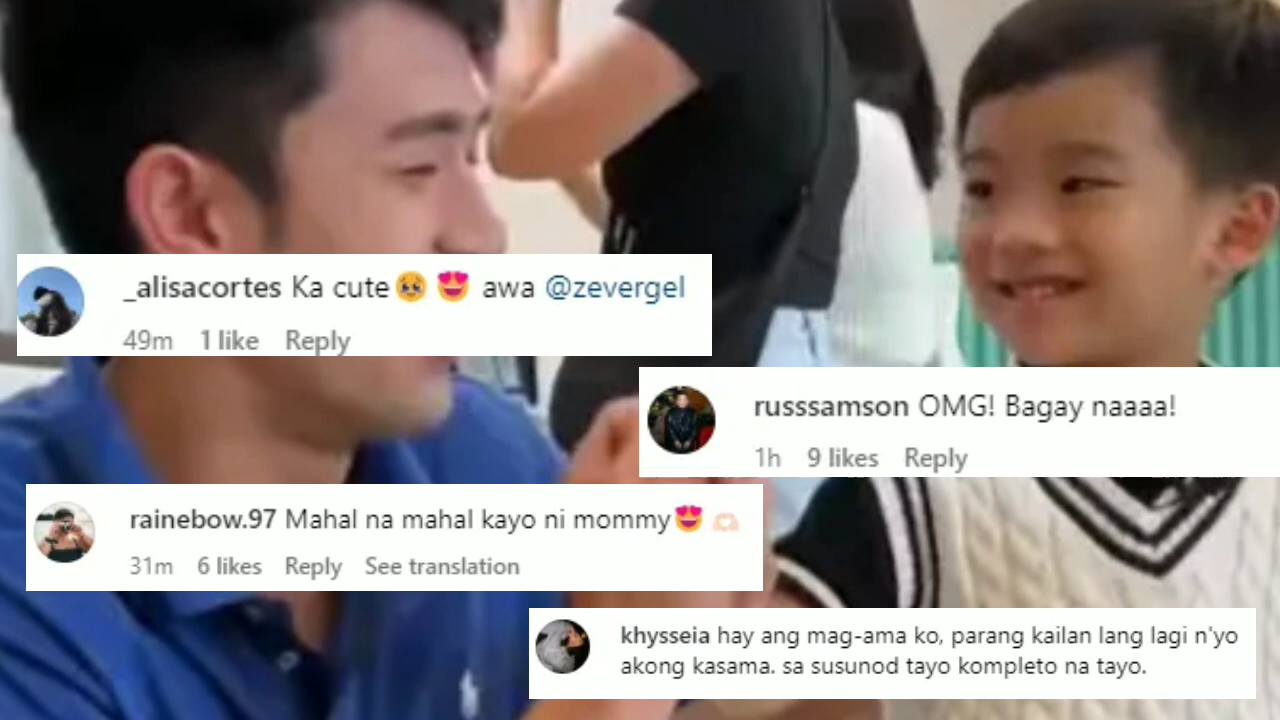 _alisacortes Ka cute🥹😍 awa @zevergel
49m 1 like Reply
russsamson OMG! Bagay naaaa!
1h 9 likes Reply
rainebow.97 Mahal na mahal kayo ni mommy😍🫶🏻
31m 6 likes Reply See translation
khysseia hay ang mag-ama ko, parang kailan lang lagi n'yo
akong kasama. sa susunod tayo kompleto na tayo.